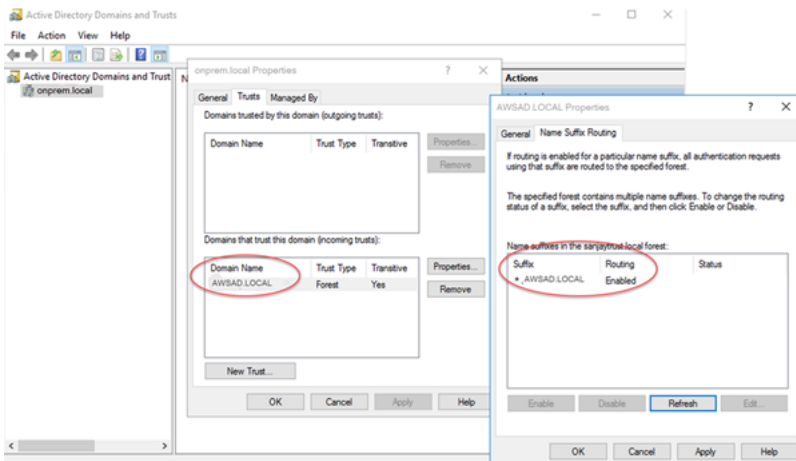 Active Directory Domains and Trusts
File Action View Help
Active Directory Domains and Trust
onprem.local
N
onprem.local Properties
? ×
General Trusts Managed By
Domains trusted by this domain (outgoing trusts):
Domain Name Trust Type Transitive
Properties...
Remove
Domains that trust this domain (incoming trusts):
Domain Name Trust Type Transitive
AWSAD.LOCAL Forest Yes
Properties...
Remove
New Trust...
OK Cancel Apply Help
Actions
AWSAD.LOCAL Properties
? ×
General Name Suffix Routing
If routing is enabled for a particular name suffix, all authentication requests
using that suffix are routed to the specified forest.
The specified forest contains multiple name suffixes. To change the routing
status of a suffix, select the suffix, and then click Enable or Disable.
Name suffixes in the sanjaytrust.local forest:
Suffix Routing Status
*.AWSAD.LOCAL Enabled
Enable Disable Refresh Edit...
OK Cancel Apply Help